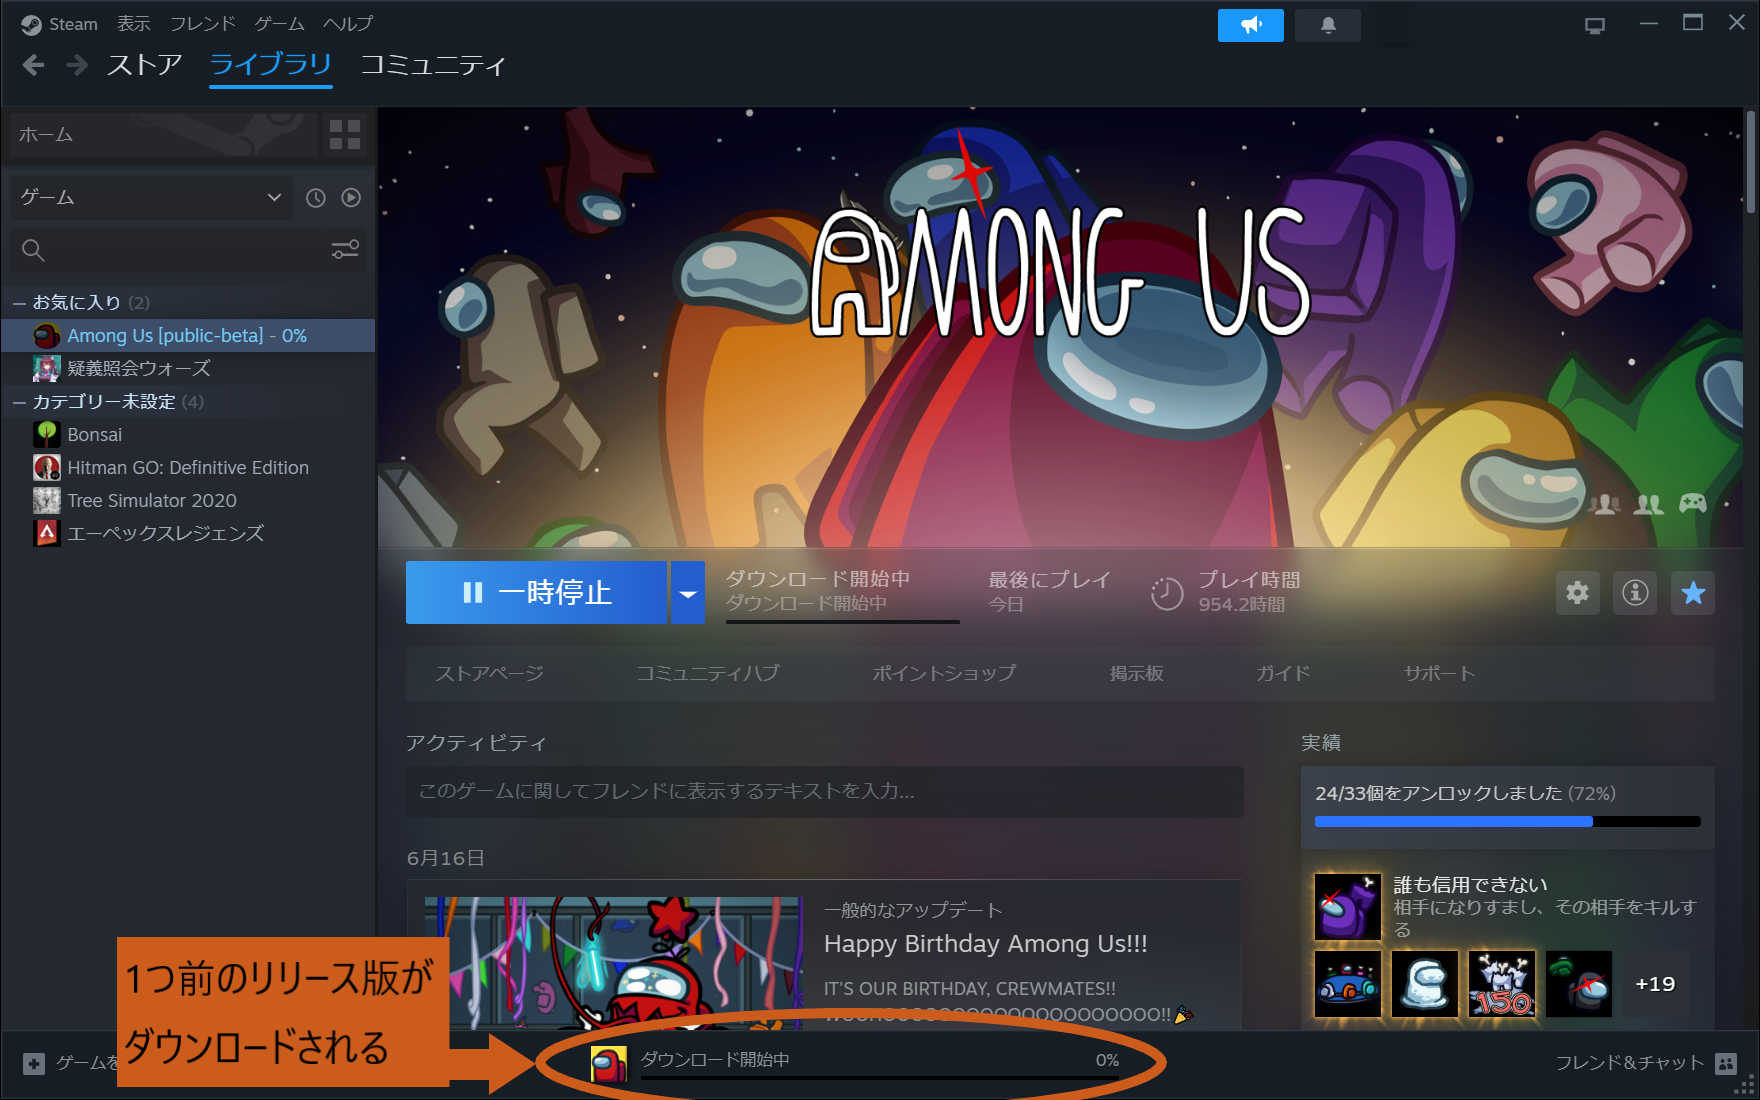 Steam 表示 フレンド ゲーム ヘルプ
ストア ライブラリ コミュニティ
ホーム
ゲーム
お気に入り (2)
Among Us [public-beta] - 0%
疑義照会ウォーズ
カテゴリー未設定 (4)
Bonsai
Hitman GO: Definitive Edition
Tree Simulator 2020
エーペックスレジェンズ
AMONG US
一時停止
ダウンロード開始中
ダウンロード開始中
最後にプレイ
今日
プレイ時間
954.2時間
ストアページ コミュニティハブ ポイントショップ 掲示板 ガイド サポート
アクティビティ
このゲームに関してフレンドに表示するテキストを入力...
6月16日
一般的なアップデート
Happy Birthday Among Us!!!
IT'S OUR BIRTHDAY, CREWMATES!!
実績
24/33個をアンロックしました (72%)
誰も信用できない
相手になりすまし、その相手をキルす
る
150
+19
1つ前のリリース版が
ダウンロードされる
ゲームを
ダウンロード開始中 0%
フレンド&チャット